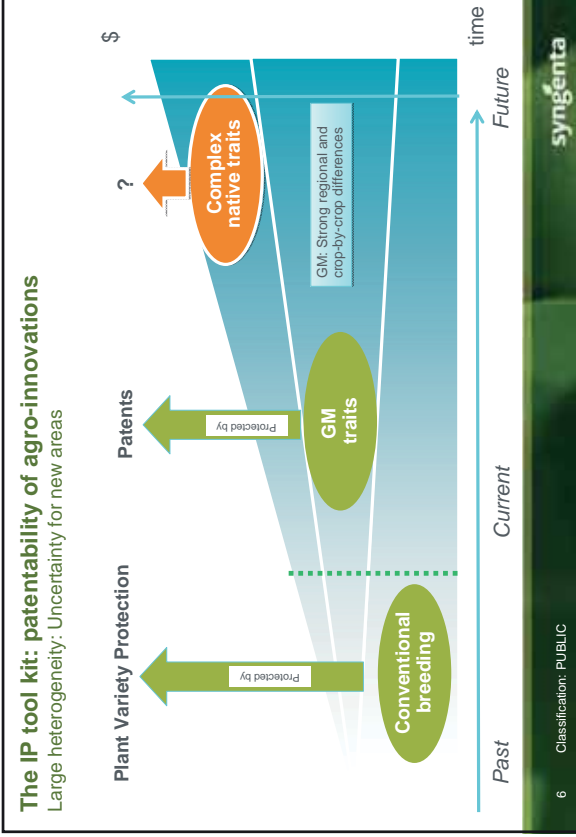 The IP tool kit: patentability of agro-innovations
Large heterogeneity: Uncertainty for new areas
Plant Variety Protection
Patents
?
$
Protected by
Protected by
Complex
native traits
GM: Strong regional and
crop-by-crop differences
GM
traits
Conventional
breeding
Past
Current
Future
time
6
Classification: PUBLIC
syngenta